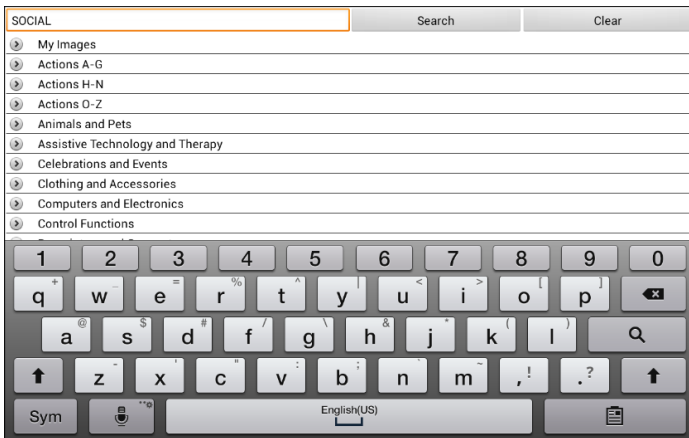 SOCIAL Search Clear
My Images
Actions A-G
Actions H-N
Actions O-Z
Animals and Pets
Assistive Technology and Therapy
Celebrations and Events
Clothing and Accessories
Computers and Electronics
Control Functions
1 2 3 4 5 6 7 8 9 0
q + w _ e = r % t ^ y | u < i > o [ p ]
a @ s $ d # f / g \ h & j * k ( l )
z - x ' c " v : b ; n ` m ~ , ! . ?
Sym English(US)